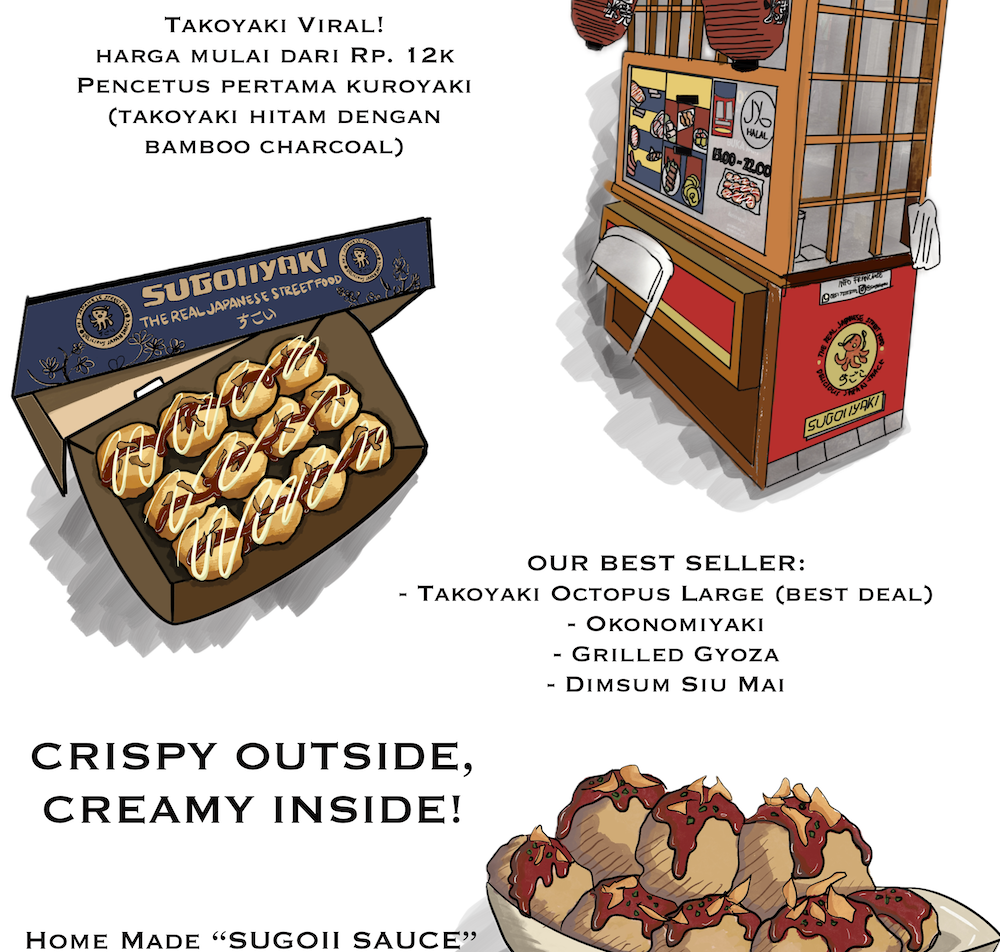 Takoyaki Viral!
harga mulai dari Rp. 12k
Pencetus pertama kuroyaki
(takoyaki hitam dengan
bamboo charcoal)
HALAL
15.00 - 22.00
SUGOIIYAKI
THE REAL JAPANESE STREET FOOD
すごい
INFO FRANCHISE
SUGOIIYAKI
OUR BEST SELLER:
- Takoyaki Octopus Large (best deal)
- Okonomiyaki
- Grilled Gyoza
- Dimsum Siu Mai
CRISPY OUTSIDE,
CREAMY INSIDE!
Home Made “SUGOII SAUCE”